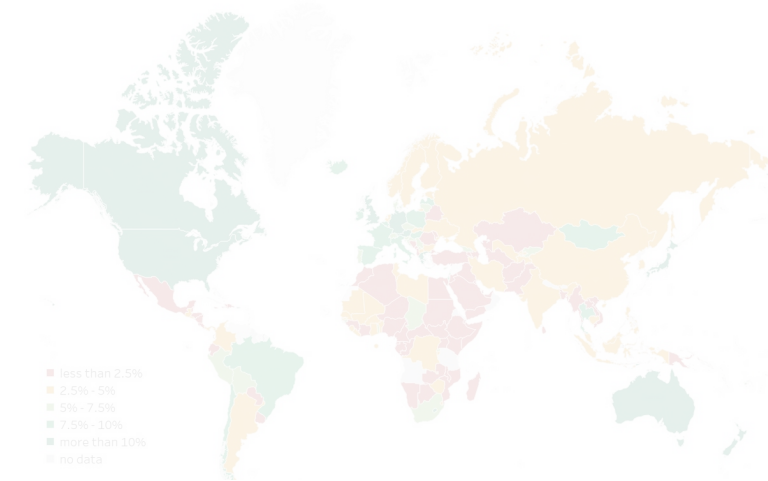 less than 2.5%
2.5% - 5%
5% - 7.5%
7.5% - 10%
more than 10%
no data